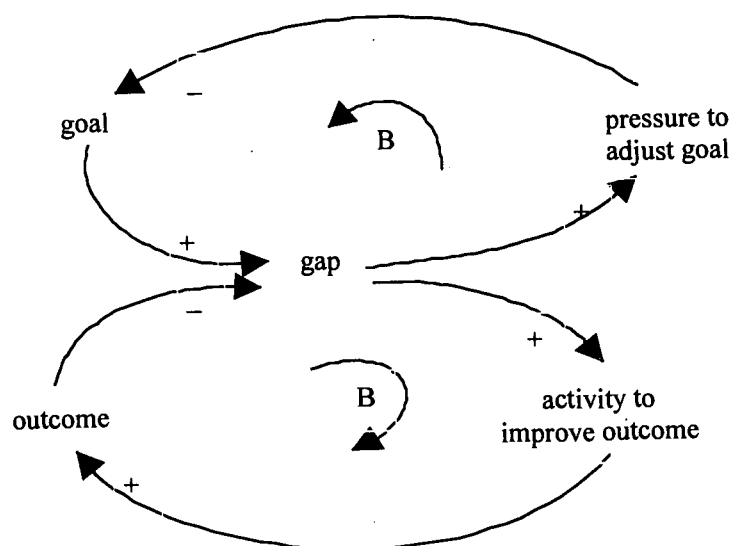 −
goal
B
pressure to
adjust goal
+
+
gap
−
+
B
outcome
activity to
improve outcome
+